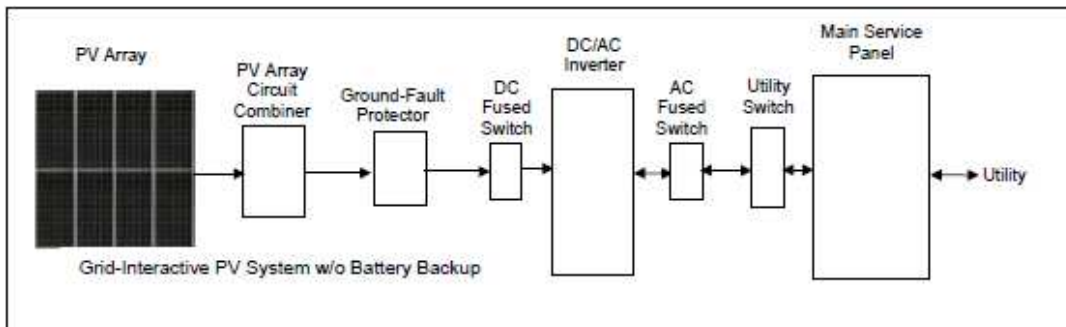 PV Array
PV Array
Circuit
Combiner
Ground-Fault
Protector
DC
Fused
Switch
DC/AC
Inverter
AC
Fused
Switch
Utility
Switch
Main Service
Panel
Utility
Grid-Interactive PV System w/o Battery Backup